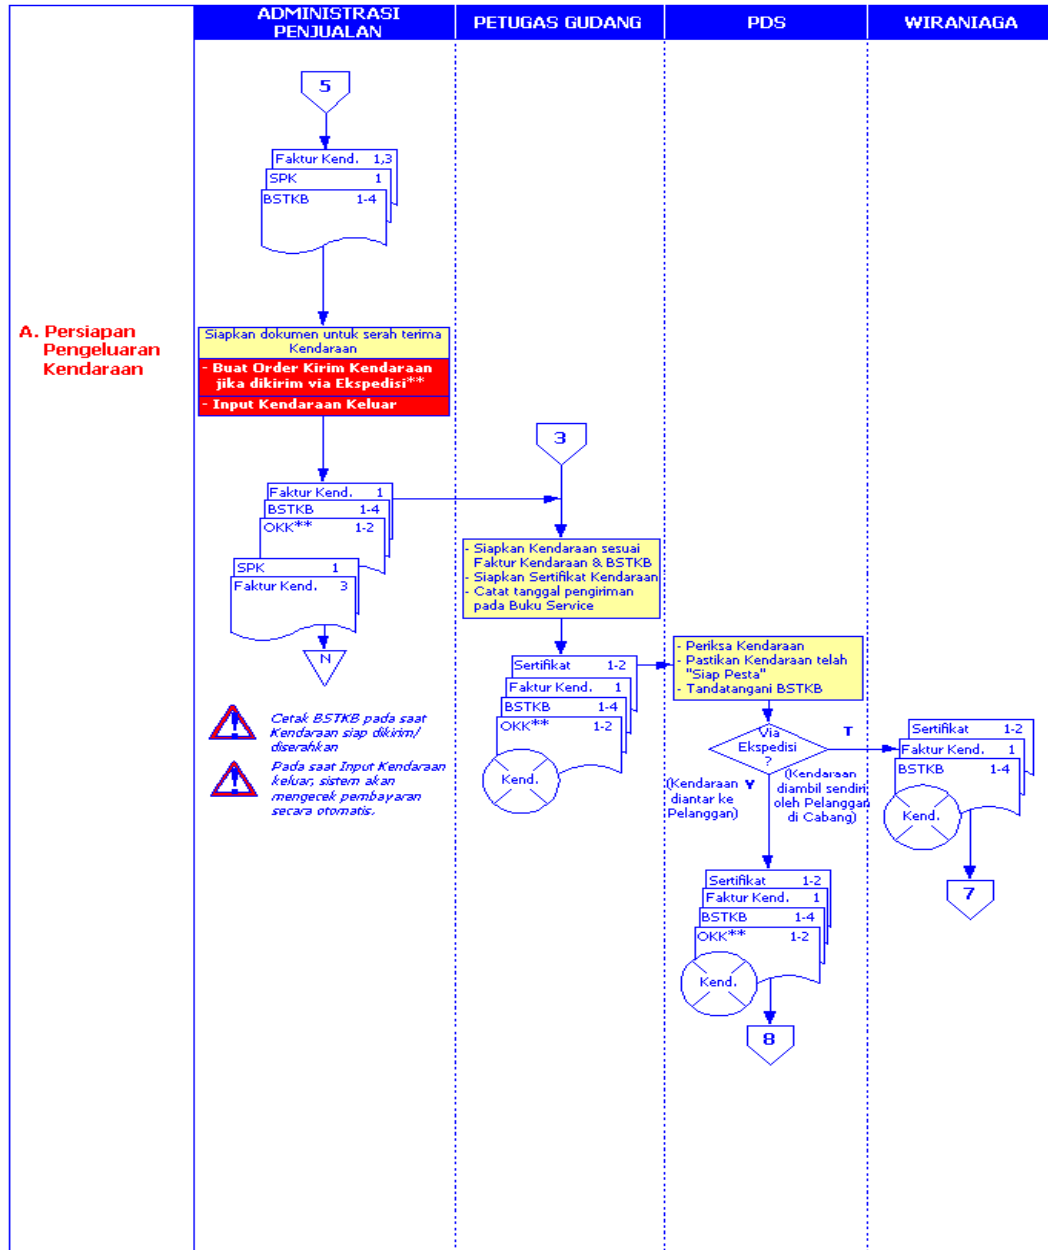 ADMINISTRASI
PENJUALAN
PETUGAS GUDANG
PDS
WIRANIAGA
A. Persiapan
Pengeluaran
Kendaraan
5
Faktur Kend. 1,3
SPK 1
BSTKB 1-4
Siapkan dokumen untuk serah terima
Kendaraan
- Buat Order Kirim Kendaraan
jika dikirim via Ekspedisi**
- Input Kendaraan Keluar
Faktur Kend. 1
BSTKB 1-4
OKK** 1-2
SPK 1
Faktur Kend. 3
N
Cetak BSTKB pada saat
Kendaraan siap dikirim/
diserahkan
Pada saat Input Kendaraan
keluar, sistem akan
mengecek pembayaran
secara otomatis.
3
- Siapkan Kendaraan sesuai
Faktur Kendaraan & BSTKB
- Siapkan Sertifikat Kendaraan
- Catat tanggal pengiriman
pada Buku Service
Sertifikat 1-2
Faktur Kend. 1
BSTKB 1-4
OKK** 1-2
Kend.
- Periksa Kendaraan
- Pastikan Kendaraan telah
"Siap Pesta"
- Tandatangani BSTKB
Via
Ekspedisi
?
T
Y
(Kendaraan
diantar ke
Pelanggan)
(Kendaraan
diambil sendiri
oleh Pelanggan
di Cabang)
Sertifikat 1-2
Faktur Kend. 1
BSTKB 1-4
OKK** 1-2
Kend.
8
Sertifikat 1-2
Faktur Kend. 1
BSTKB 1-4
Kend.
7